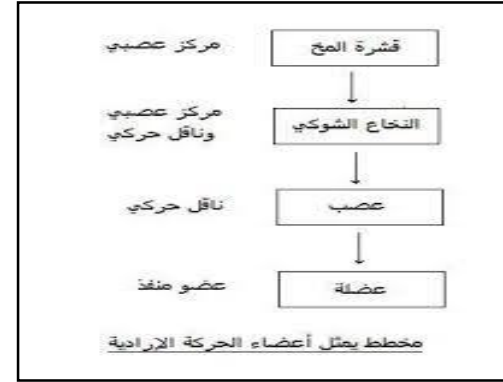 قشرة المخ
مركز عصبي
النخاع الشوكي
مركز عصبي
وناقل حركي
عصب
ناقل حركي
عضلة
عضو منفذ
مخطط يمثل أعضاء الحركة الإرادية